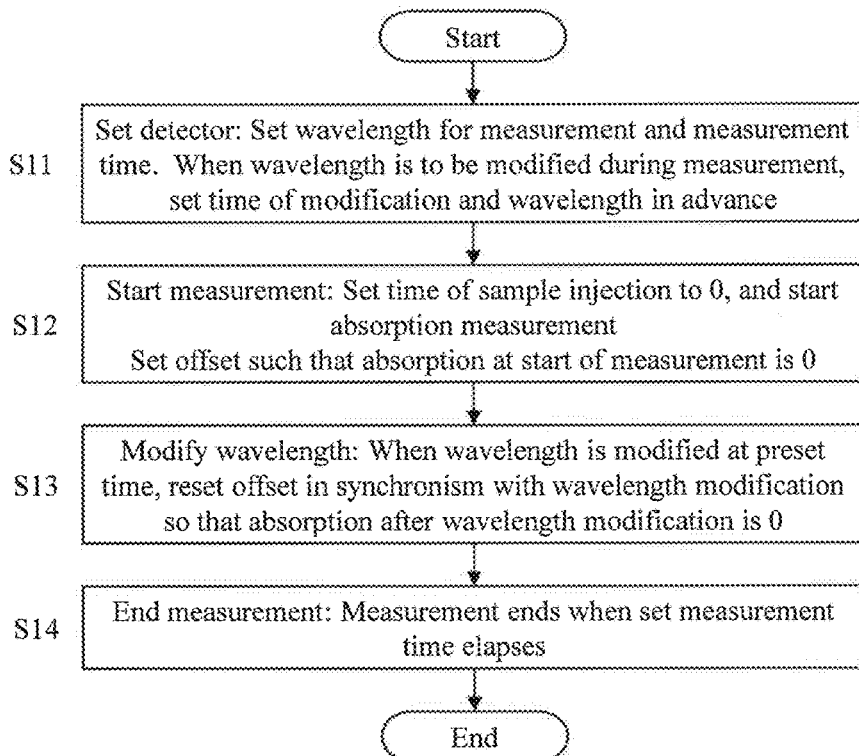 Start
S11
Set detector: Set wavelength for measurement and measurement
time. When wavelength is to be modified during measurement,
set time of modification and wavelength in advance
S12
Start measurement: Set time of sample injection to 0, and start
absorption measurement
Set offset such that absorption at start of measurement is 0
S13
Modify wavelength: When wavelength is modified at preset
time, reset offset in synchronism with wavelength modification
so that absorption after wavelength modification is 0
S14
End measurement: Measurement ends when set measurement
time elapses
End